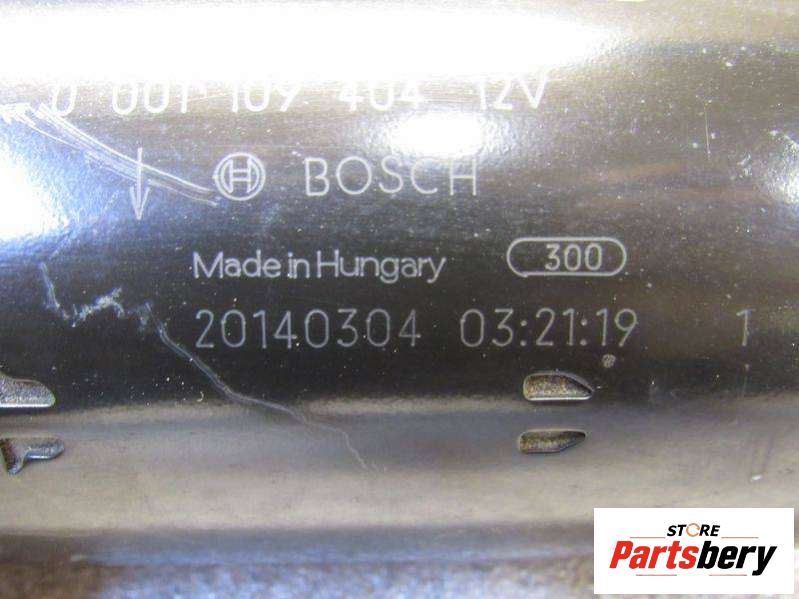 0 001 109 404 12V
H BOSCH
Made in Hungary 300
20140304 03:21:19 1
STORE
Partsbery